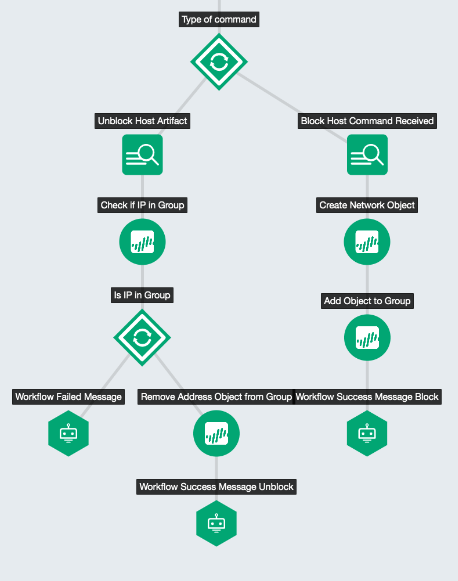 Type of command
Unblock Host Artifact
Block Host Command Received
Check if IP in Group
Create Network Object
Is IP in Group
Add Object to Group
Workflow Failed Message
Remove Address Object from Group
Workflow Success Message Block
Workflow Success Message Unblock